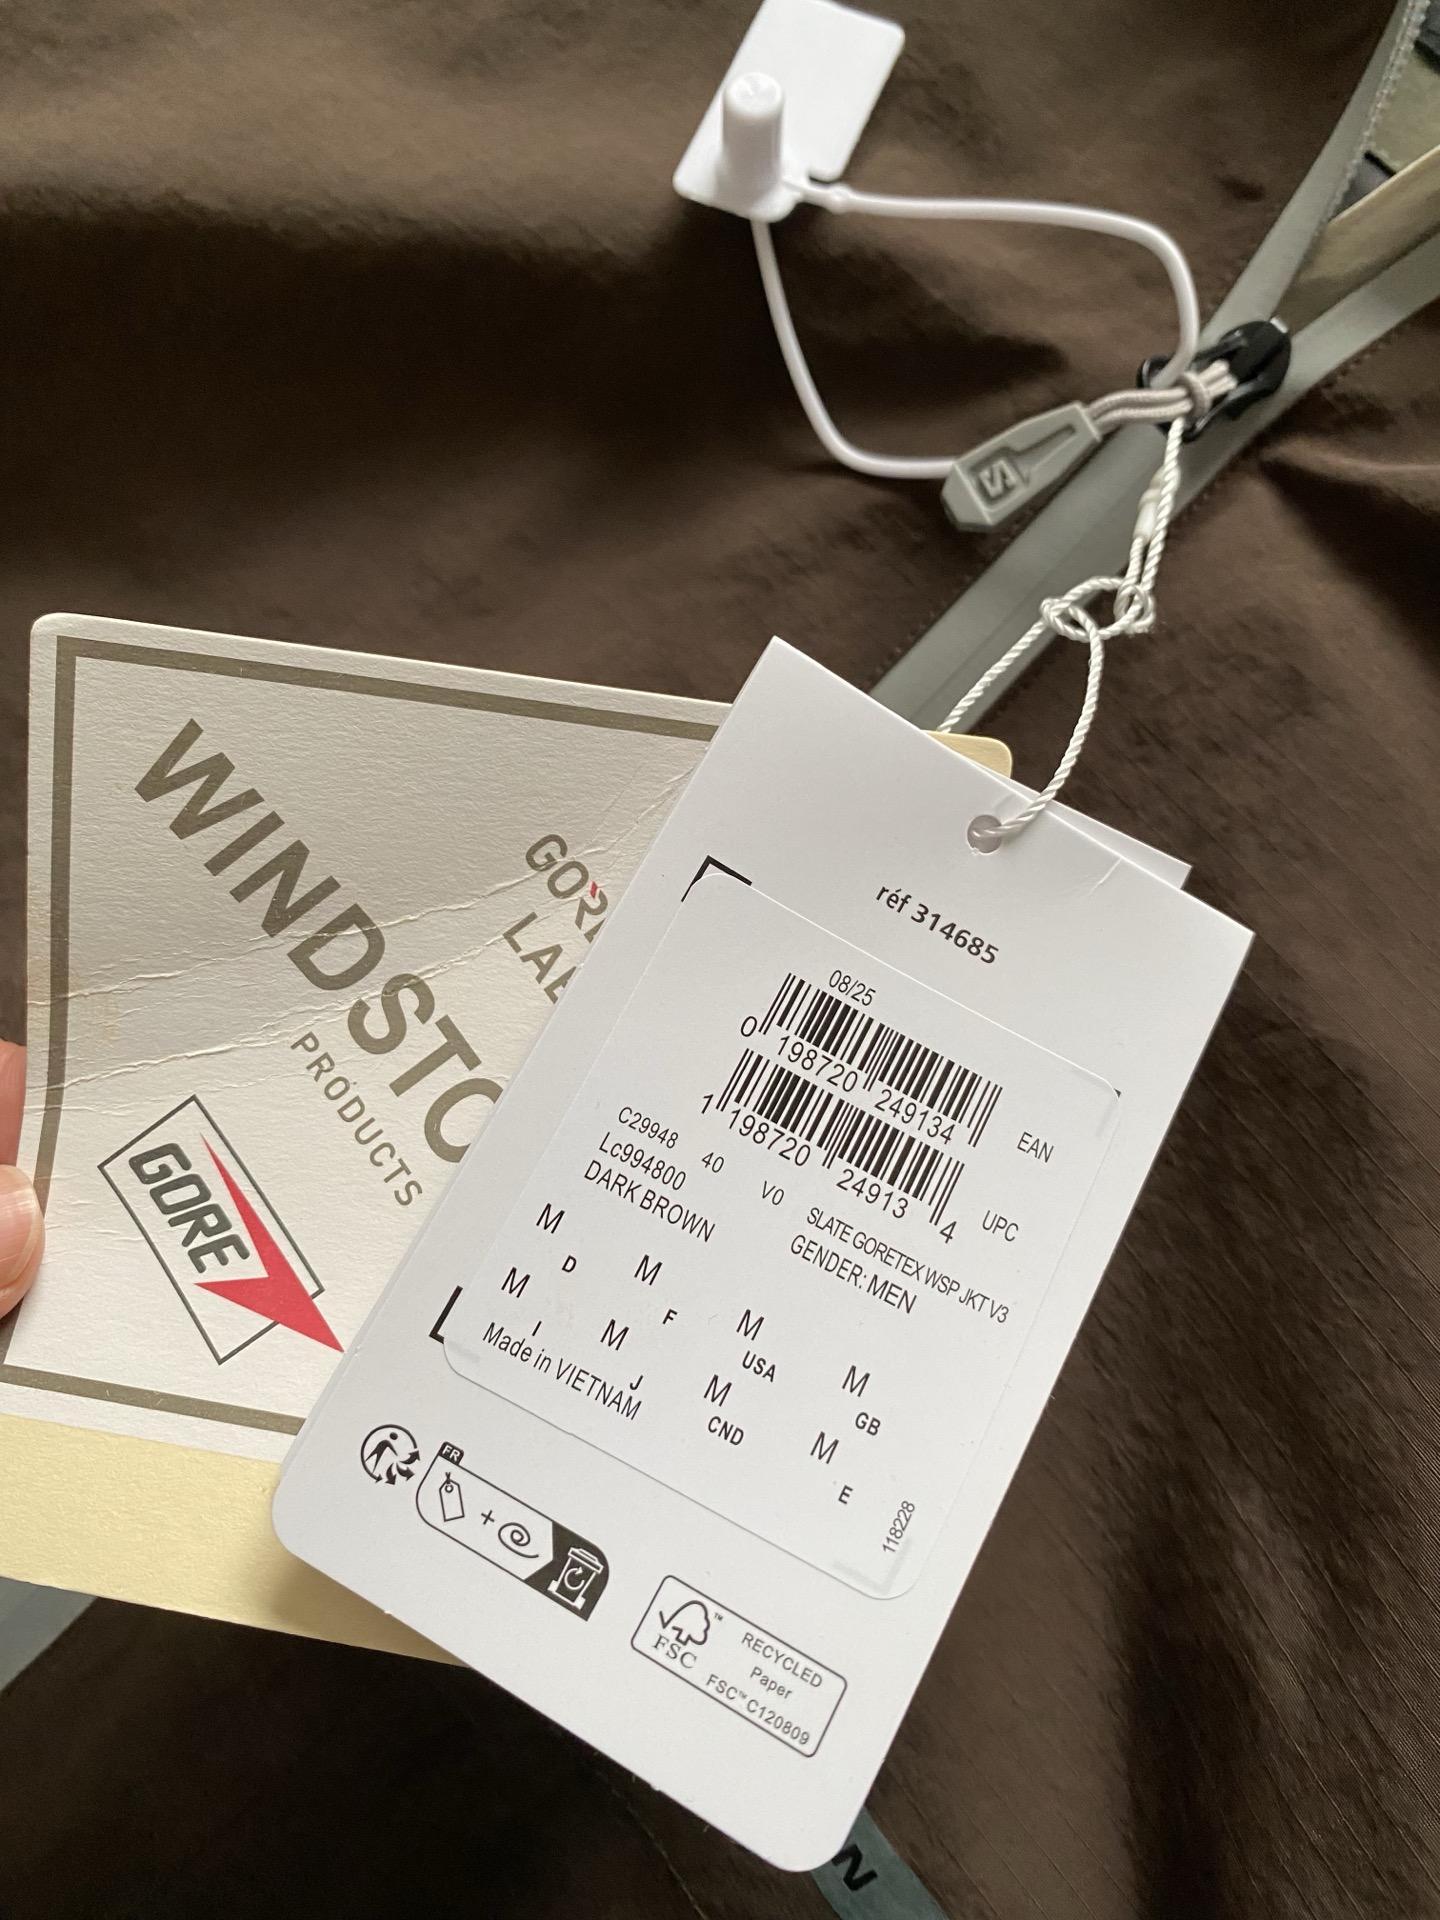 WINDSTO
PRODUCTS
GORE
LAB
GORE
réf 314685
08/25
0 198720 249134
EAN
1 198720 24913 4
UPC
C29948 40 V0 SLATE GORETEX WSP JKT V3
Lc994800 GENDER: MEN
DARK BROWN
M D M F M USA M GB
M I M J M CND M E
Made in VIETNAM
118228
FR
+
FSC™
RECYCLED
Paper
FSC™ C120809
N